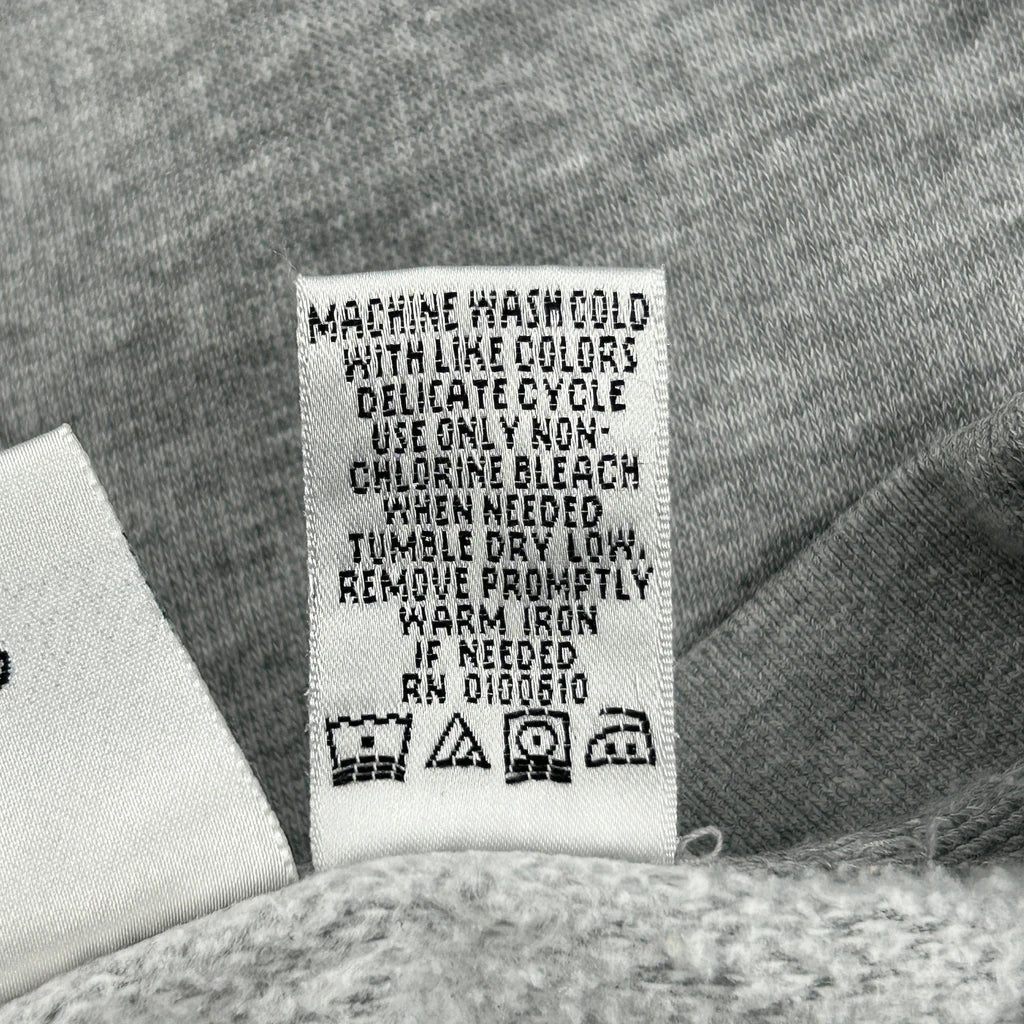 MACHINE WASH COLD
WITH LIKE COLORS
DELICATE CYCLE
USE ONLY NON-
CHLORINE BLEACH
WHEN NEEDED
TUMBLE DRY LOW.
REMOVE PROMPTLY
WARM IRON
IF NEEDED
RN 0100610